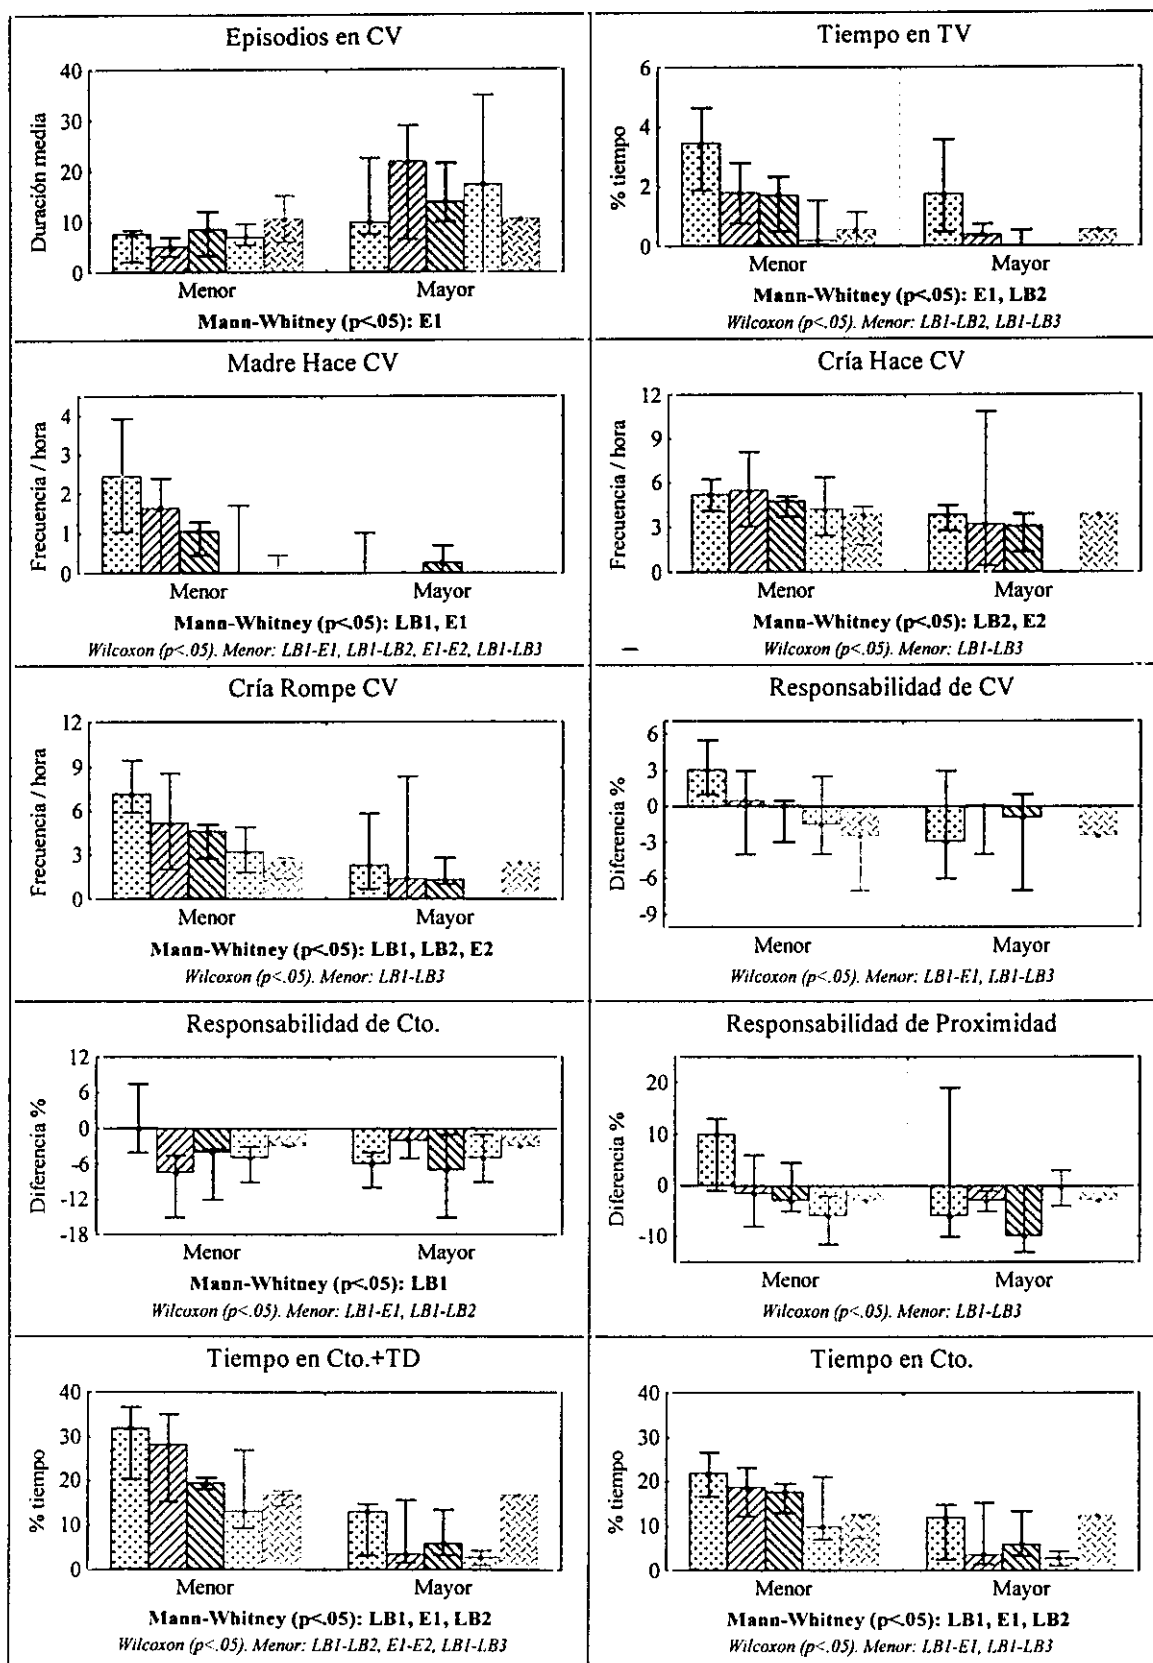 Episodios en CV
Duración media
40
30
20
10
0
Menor
Mayor
Mann-Whitney (p<.05): E1
Tiempo en TV
% tiempo
6
4
2
0
Menor
Mayor
Mann-Whitney (p<.05): E1, LB2
Wilcoxon (p<.05). Menor: LB1-LB2, LB1-LB3
Madre Hace CV
Frecuencia / hora
4
3
2
1
0
Menor
Mayor
Mann-Whitney (p<.05): LB1, E1
Wilcoxon (p<.05). Menor: LB1-E1, LB1-LB2, E1-E2, LB1-LB3
Cría Hace CV
Frecuencia / hora
12
9
6
3
0
Menor
Mayor
Mann-Whitney (p<.05): LB2, E2
Wilcoxon (p<.05). Menor: LB1-LB3
Cría Rompe CV
Frecuencia / hora
12
9
6
3
0
Menor
Mayor
Mann-Whitney (p<.05): LB1, LB2, E2
Wilcoxon (p<.05). Menor: LB1-LB3
Responsabilidad de CV
Diferencia %
6
3
0
-3
-6
-9
Menor
Mayor
Wilcoxon (p<.05). Menor: LB1-E1, LB1-LB3
Responsabilidad de Cto.
Diferencia %
12
6
0
-6
-12
-18
Menor
Mayor
Mann-Whitney (p<.05): LB1
Wilcoxon (p<.05). Menor: LB1-E1, LB1-LB2
Responsabilidad de Proximidad
Diferencia %
20
10
0
-10
Menor
Mayor
Wilcoxon (p<.05). Menor: LB1-LB3
Tiempo en Cto.+TD
% tiempo
40
30
20
10
0
Menor
Mayor
Mann-Whitney (p<.05): LB1, E1, LB2
Wilcoxon (p<.05). Menor: LB1-LB2, E1-E2, LB1-LB3
Tiempo en Cto.
% tiempo
40
30
20
10
0
Menor
Mayor
Mann-Whitney (p<.05): LB1, E1, LB2
Wilcoxon (p<.05). Menor: LB1-E1, LB1-LB3